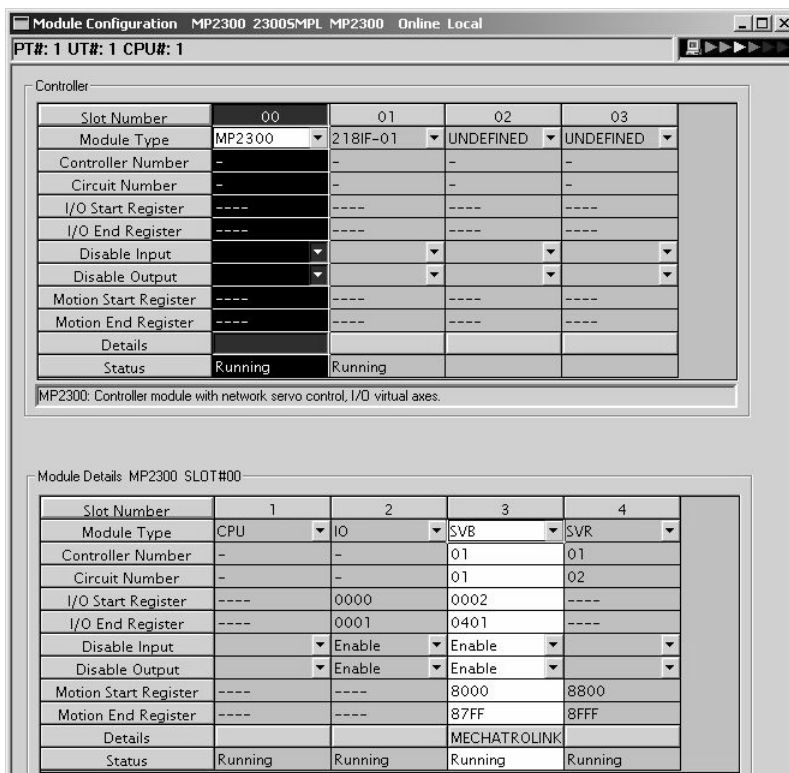 Module Configuration MP2300 2300SMPL MP2300 Online Local
PT#: 1 UT#: 1 CPU#: 1
Controller
Slot Number 00 01 02 03
Module Type MP2300 218IF-01 UNDEFINED UNDEFINED
Controller Number - - - -
Circuit Number - - - -
I/O Start Register ---- ---- ---- ----
I/O End Register ---- ---- ---- ----
Disable Input
Disable Output
Motion Start Register ---- ---- ---- ----
Motion End Register ---- ---- ---- ----
Details
Status Running Running
MP2300: Controller module with network servo control, I/O virtual axes.
Module Details MP2300 SLOT#00
Slot Number 1 2 3 4
Module Type CPU IO SVB SVR
Controller Number - - 01 01
Circuit Number - - 01 02
I/O Start Register ---- 0000 0002 ----
I/O End Register ---- 0001 0401 ----
Disable Input Enable Enable
Disable Output Enable Enable
Motion Start Register ---- ---- 8000 8800
Motion End Register ---- ---- 87FF 8FFF
Details MECHATROLINK
Status Running Running Running Running